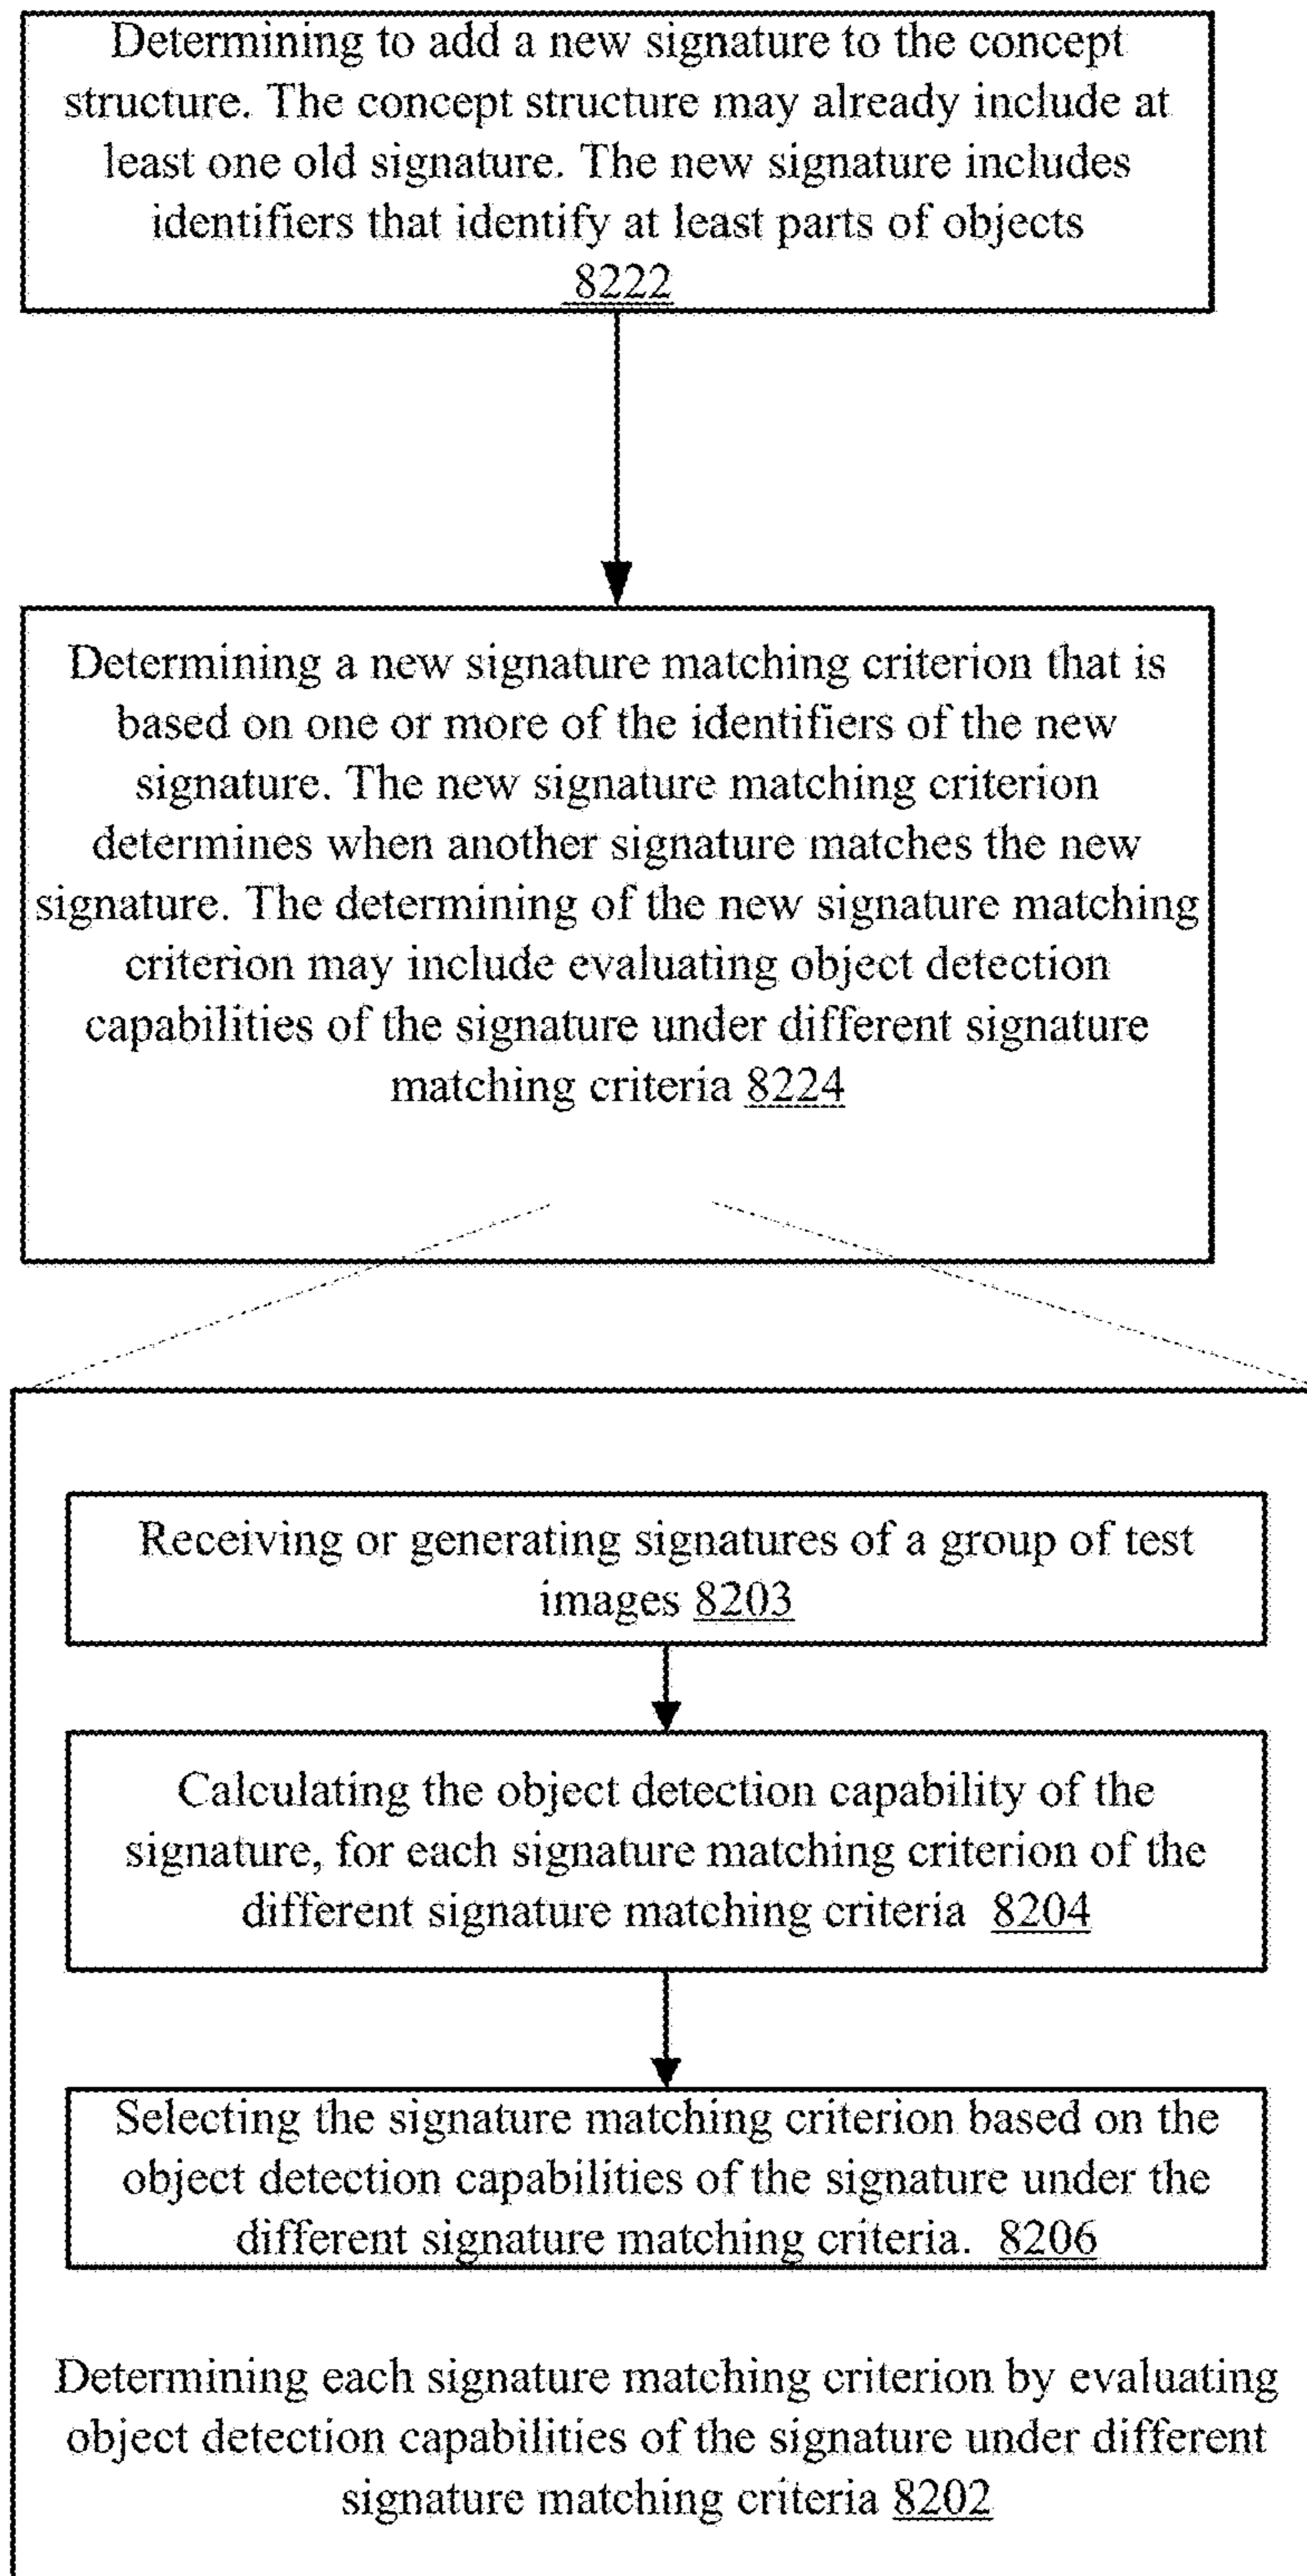 Determining to add a new signature to the concept
structure. The concept structure may already include at
least one old signature. The new signature includes
identifiers that identify at least parts of objects
8222
Determining a new signature matching criterion that is
based on one or more of the identifiers of the new
signature. The new signature matching criterion
determines when another signature matches the new
signature. The determining of the new signature matching
criterion may include evaluating object detection
capabilities of the signature under different signature
matching criteria 8224
Receiving or generating signatures of a group of test
images 8203
Calculating the object detection capability of the
signature, for each signature matching criterion of the
different signature matching criteria 8204
Selecting the signature matching criterion based on the
object detection capabilities of the signature under the
different signature matching criteria. 8206
Determining each signature matching criterion by evaluating
object detection capabilities of the signature under different
signature matching criteria 8202